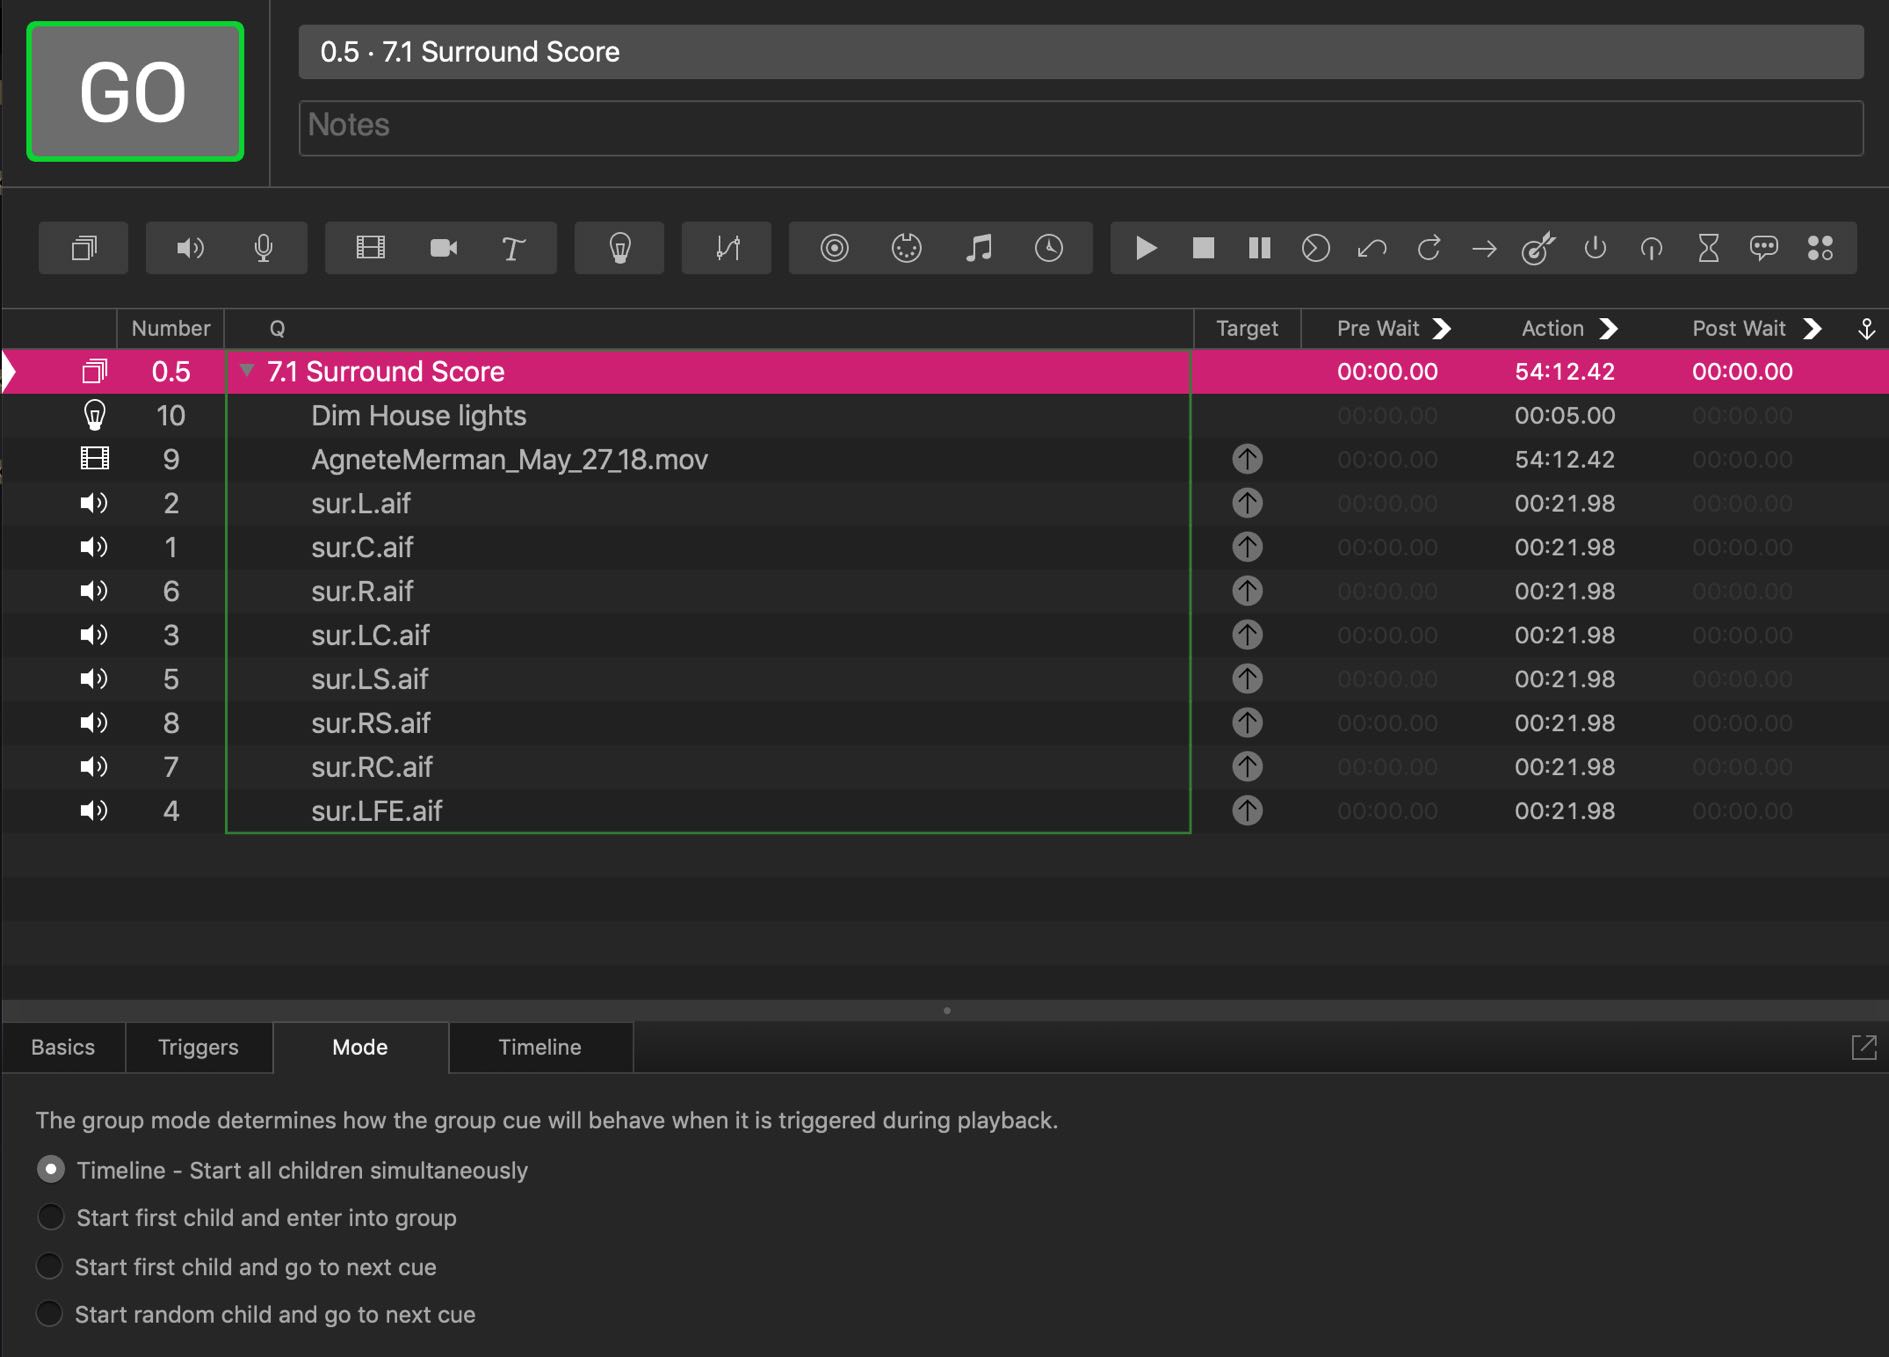 GO
0.5 · 7.1 Surround Score
Notes
Number Q Target Pre Wait Action Post Wait
0.5 7.1 Surround Score 00:00.00 54:12.42 00:00.00
10 Dim House lights 00:00.00 00:05.00 00:00.00
9 AgneteMerman_May_27_18.mov 00:00.00 54:12.42 00:00.00
2 sur.L.aif 00:00.00 00:21.98 00:00.00
1 sur.C.aif 00:00.00 00:21.98 00:00.00
6 sur.R.aif 00:00.00 00:21.98 00:00.00
3 sur.LC.aif 00:00.00 00:21.98 00:00.00
5 sur.LS.aif 00:00.00 00:21.98 00:00.00
8 sur.RS.aif 00:00.00 00:21.98 00:00.00
7 sur.RC.aif 00:00.00 00:21.98 00:00.00
4 sur.LFE.aif 00:00.00 00:21.98 00:00.00
Basics Triggers Mode Timeline
The group mode determines how the group cue will behave when it is triggered during playback.
Timeline - Start all children simultaneously
Start first child and enter into group
Start first child and go to next cue
Start random child and go to next cue